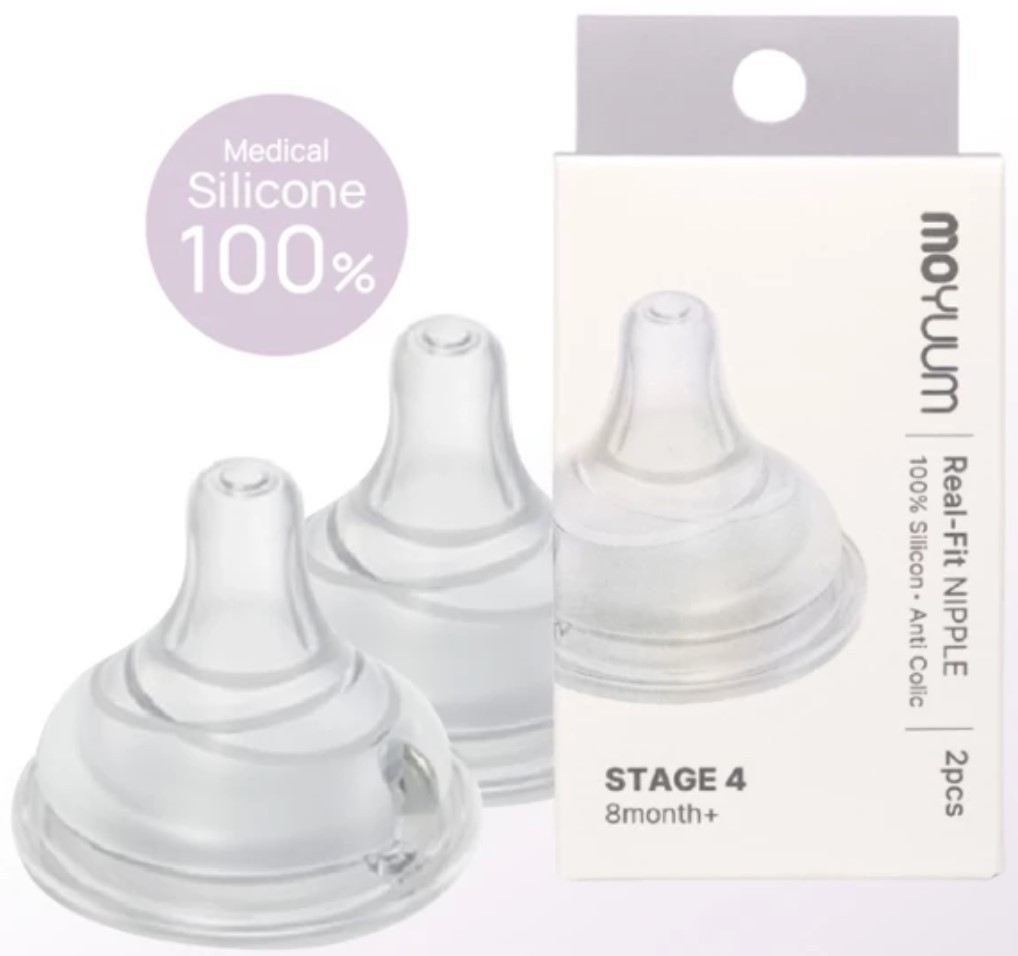 Medical
Silicone
100%
moyuum
Real-Fit NIPPLE
100% Silicon • Anti Colic
2pcs
STAGE 4
8month+